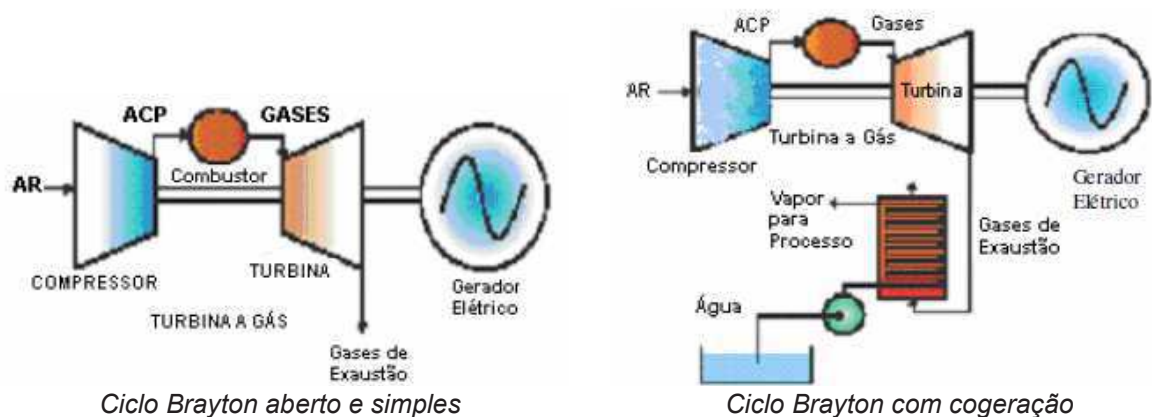 ACP
GASES
AR
Combustor
COMPRESSOR
TURBINA
Gerador
Elétrico
TURBINA A GÁS
Gases de
Exaustão
Ciclo Brayton aberto e simples
ACP
Gases
AR
Turbina
Turbina a Gás
Compressor
Gerador
Elétrico
Vapor
para
Processo
Gases de
Exaustão
Água
Ciclo Brayton com cogeração